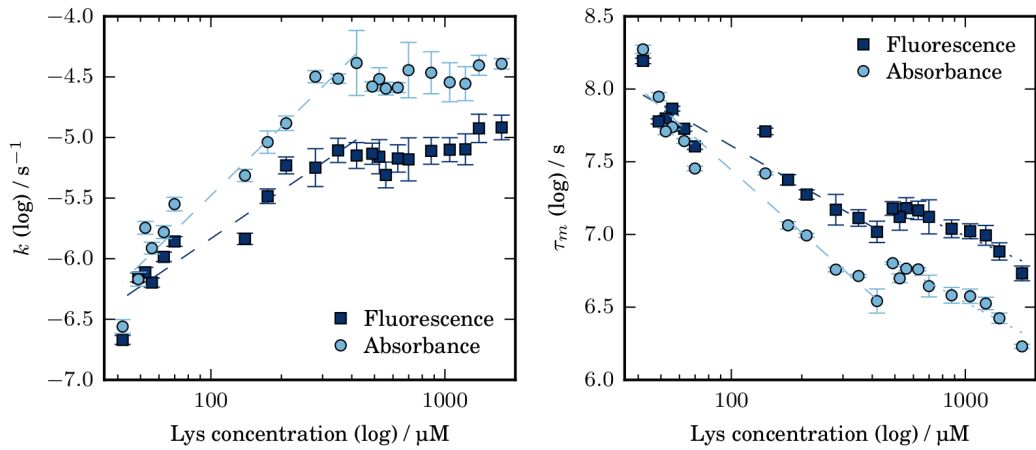 −4.0
−4.5
−5.0
−5.5
−6.0
−6.5
−7.0
k (log) / s⁻¹
100
1000
Lys concentration (log) / µM
Fluorescence
Absorbance
8.5
8.0
7.5
7.0
6.5
6.0
τₘ (log) / s
100
1000
Lys concentration (log) / µM
Fluorescence
Absorbance